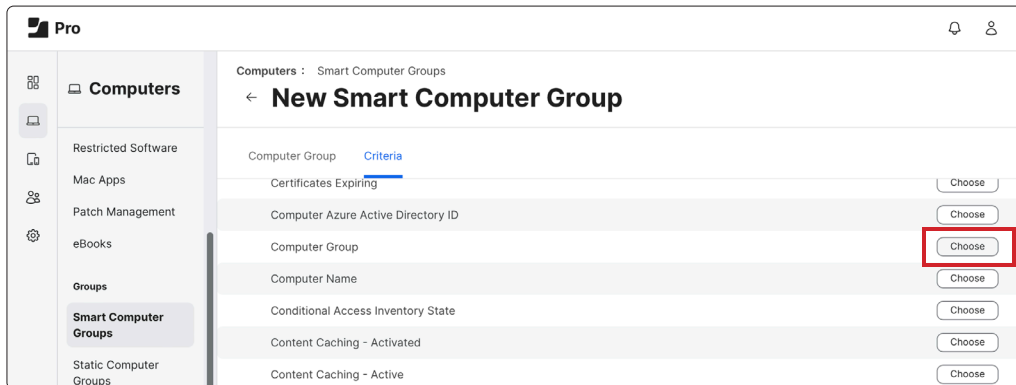 Pro
Computers
Restricted Software
Mac Apps
Patch Management
eBooks
Groups
Smart Computer
Groups
Static Computer
Groups
Computers : Smart Computer Groups
← New Smart Computer Group
Computer Group Criteria
Certificates Expiring Choose
Computer Azure Active Directory ID Choose
Computer Group Choose
Computer Name Choose
Conditional Access Inventory State Choose
Content Caching - Activated Choose
Content Caching - Active Choose